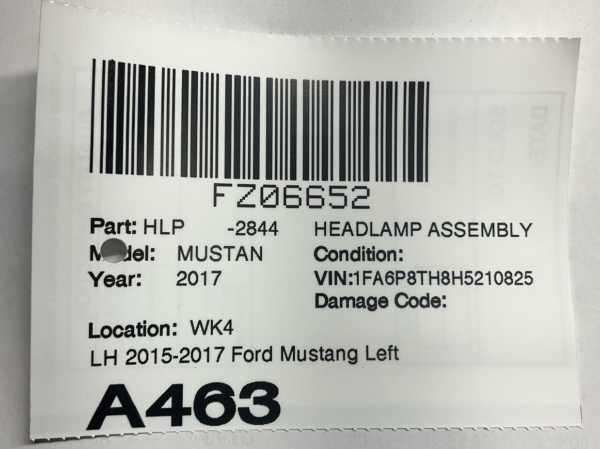 FZ06652
Part: HLP -2844 HEADLAMP ASSEMBLY
Model: MUSTAN Condition:
Year: 2017 VIN:1FA6P8TH8H5210825
Damage Code:
Location: WK4
LH 2015-2017 Ford Mustang Left
A463